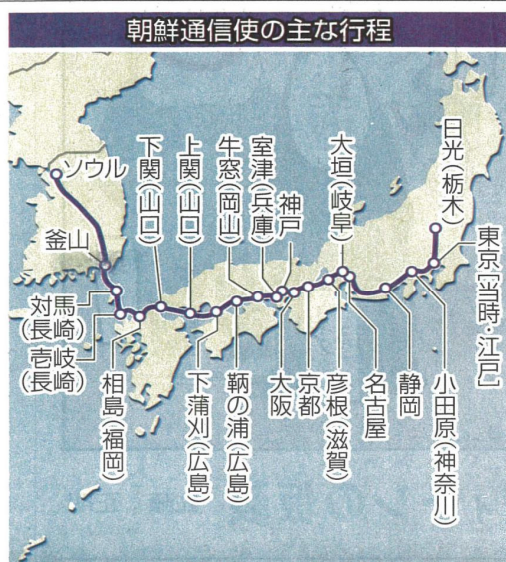 朝鮮通信使の主な行程
ソウル
釜山
対馬(長崎)
壱岐(長崎)
相島(福岡)
下関(山口)
上関(山口)
下蒲刈(広島)
鞆の浦(広島)
牛窓(岡山)
室津(兵庫)
神戸
大阪
京都
彦根(滋賀)
大垣(岐阜)
名古屋
静岡
小田原(神奈川)
東京[当時・江戸]
日光(栃木)